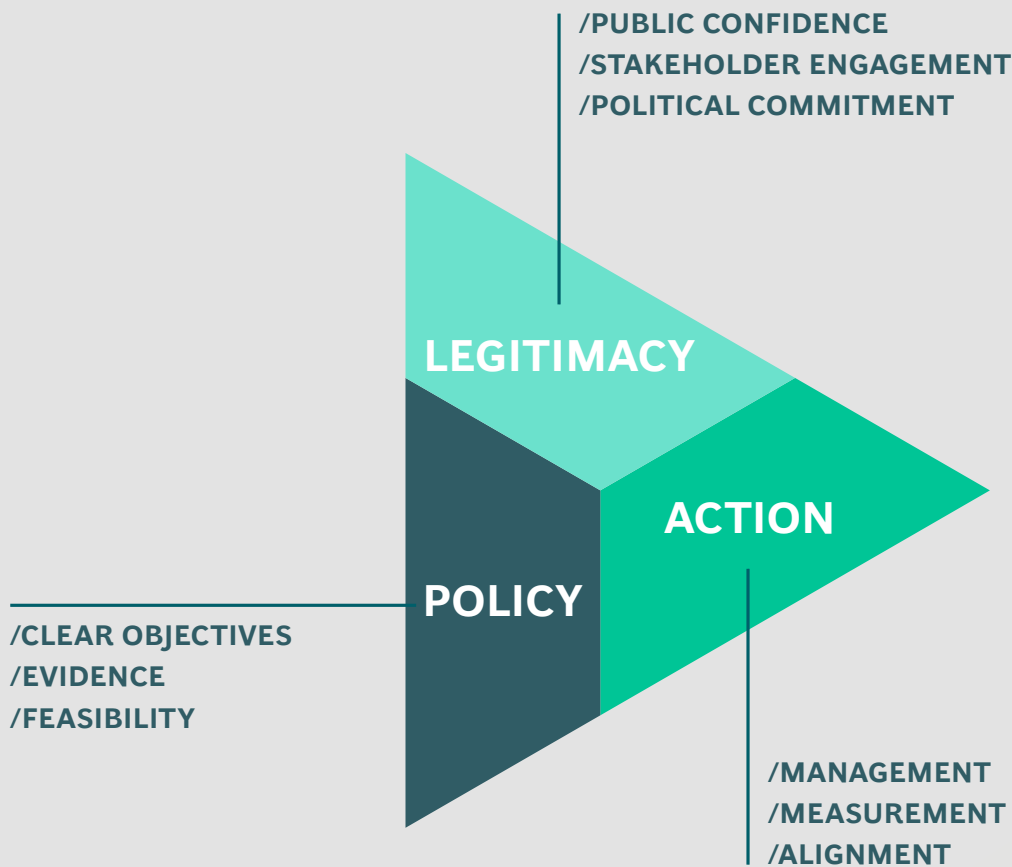 /PUBLIC CONFIDENCE
/STAKEHOLDER ENGAGEMENT
/POLITICAL COMMITMENT
LEGITIMACY
ACTION
POLICY
/CLEAR OBJECTIVES
/EVIDENCE
/FEASIBILITY
/MANAGEMENT
/MEASUREMENT
/ALIGNMENT